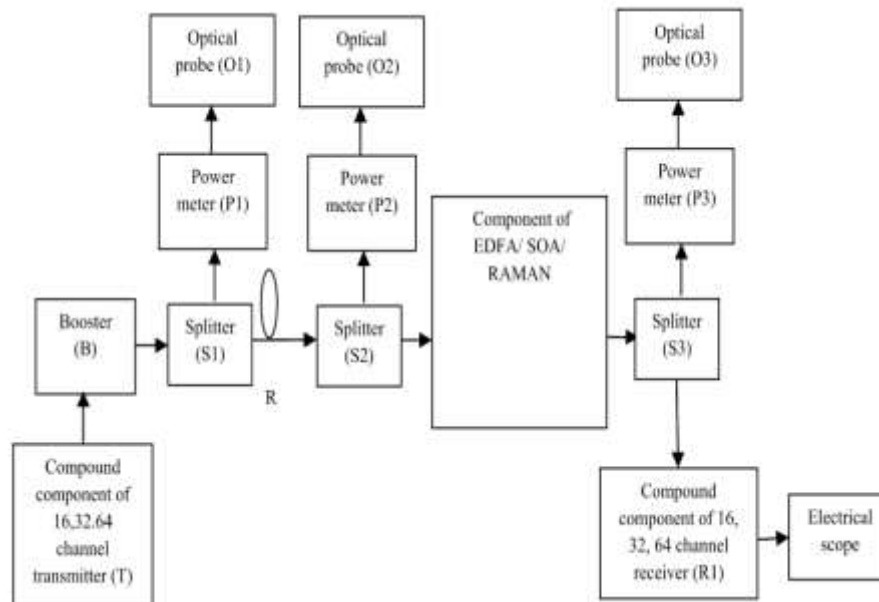 Optical
probe (O1)
Optical
probe (O2)
Optical
probe (O3)
Power
meter (P1)
Power
meter (P2)
Power
meter (P3)
Component of
EDFA/ SOA/
RAMAN
Booster
(B)
Splitter
(S1)
R
Splitter
(S2)
Splitter
(S3)
Compound
component of
16,32.64
channel
transmitter (T)
Compound
component of 16,
32, 64 channel
receiver (R1)
Electrical
scope